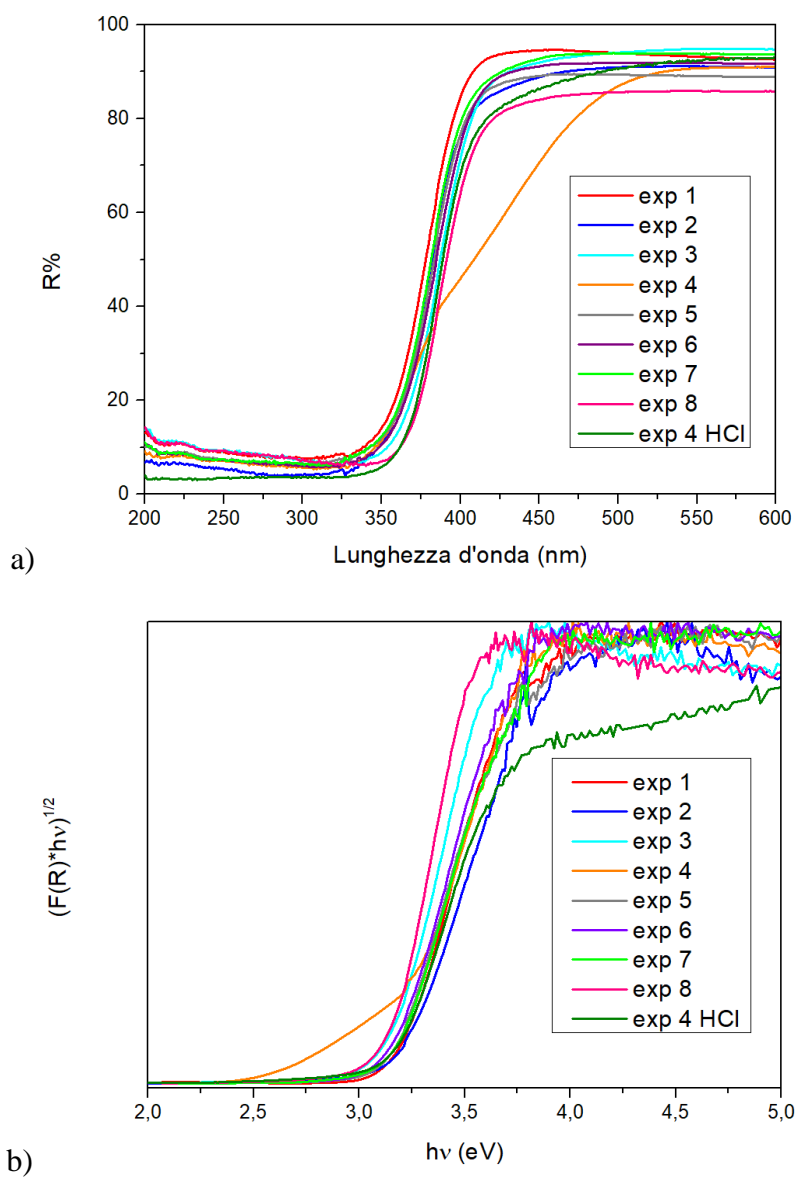 100
80
60
40
20
0
R%
exp 1
exp 2
exp 3
exp 4
exp 5
exp 6
exp 7
exp 8
exp 4 HCl
200 250 300 350 400 450 500 550 600
Lunghezza d'onda (nm)
a)
(F(R)*hν)1/2
exp 1
exp 2
exp 3
exp 4
exp 5
exp 6
exp 7
exp 8
exp 4 HCl
2,0 2,5 3,0 3,5 4,0 4,5 5,0
hν (eV)
b)